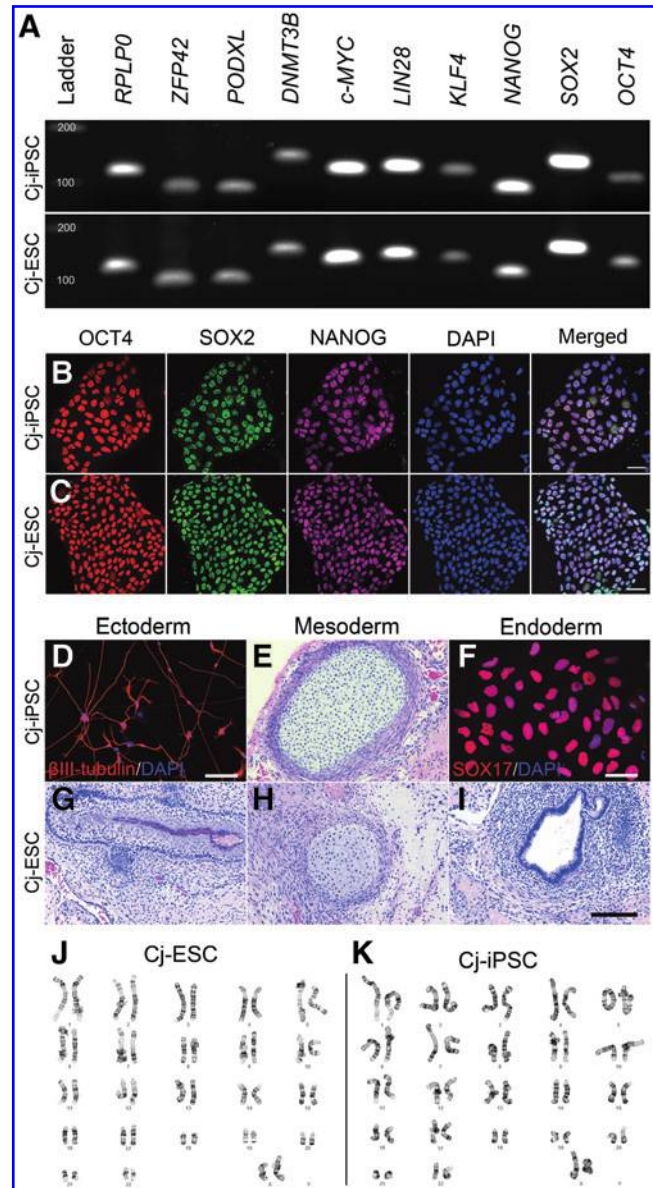 A
Ladder
RPLP0
ZFP42
PODXL
DNMT3B
c-MYC
LIN28
KLF4
NANOG
SOX2
OCT4
Cj-iPSC
200
100
Cj-ESC
200
100
OCT4 SOX2 NANOG DAPI Merged
B
Cj-iPSC
C
Cj-ESC
Ectoderm Mesoderm Endoderm
Cj-iPSC
D E F
βIII-tubulin/DAPI SOX17/DAPI
Cj-ESC
G H I
J Cj-ESC K Cj-iPSC